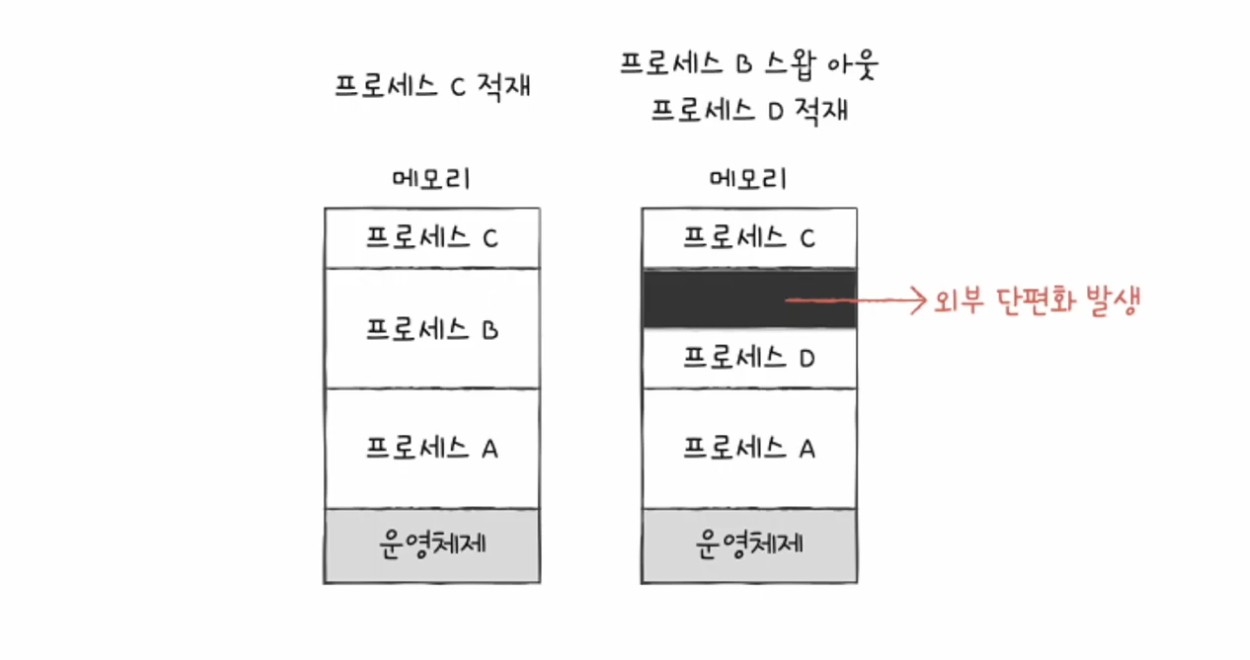 프로세스 C 적재
메모리
프로세스 C
프로세스 B
프로세스 A
운영체제
프로세스 B 스왑 아웃
프로세스 D 적재
메모리
프로세스 C
외부 단편화 발생
프로세스 D
프로세스 A
운영체제